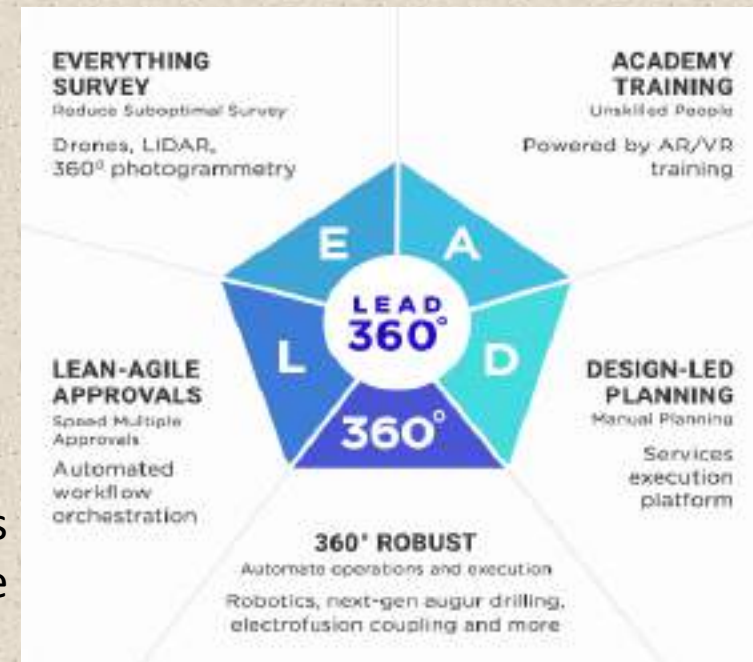 EVERYTHING
SURVEY
Reduce Suboptimal Survey
Drones, LIDAR,
360° photogrammetry
ACADEMY
TRAINING
Unskilled People
Powered by AR/VR
training
E
A
LEAD
360°
L
D
360°
LEAN-AGILE
APPROVALS
Speed Multiple
Approvals
Automated
workflow
orchestration
DESIGN-LED
PLANNING
Manual Planning
Services
execution
platform
360° ROBUST
Automate operations and execution
Robotics, next-gen augur drilling,
electrofusion coupling and more
s
e